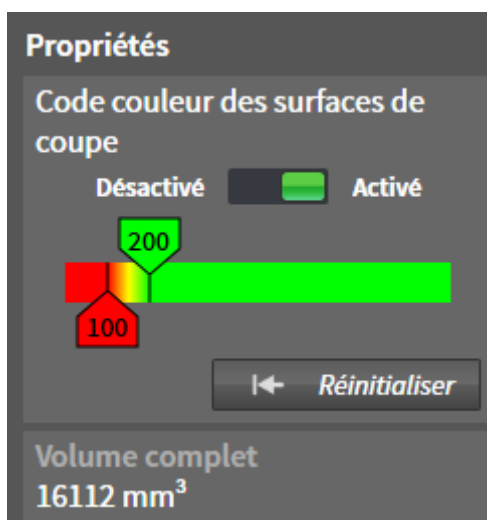 Propriétés
Code couleur des surfaces de
coupe
Désactivé Activé
200
100
Réinitialiser
Volume complet
16112 mm³